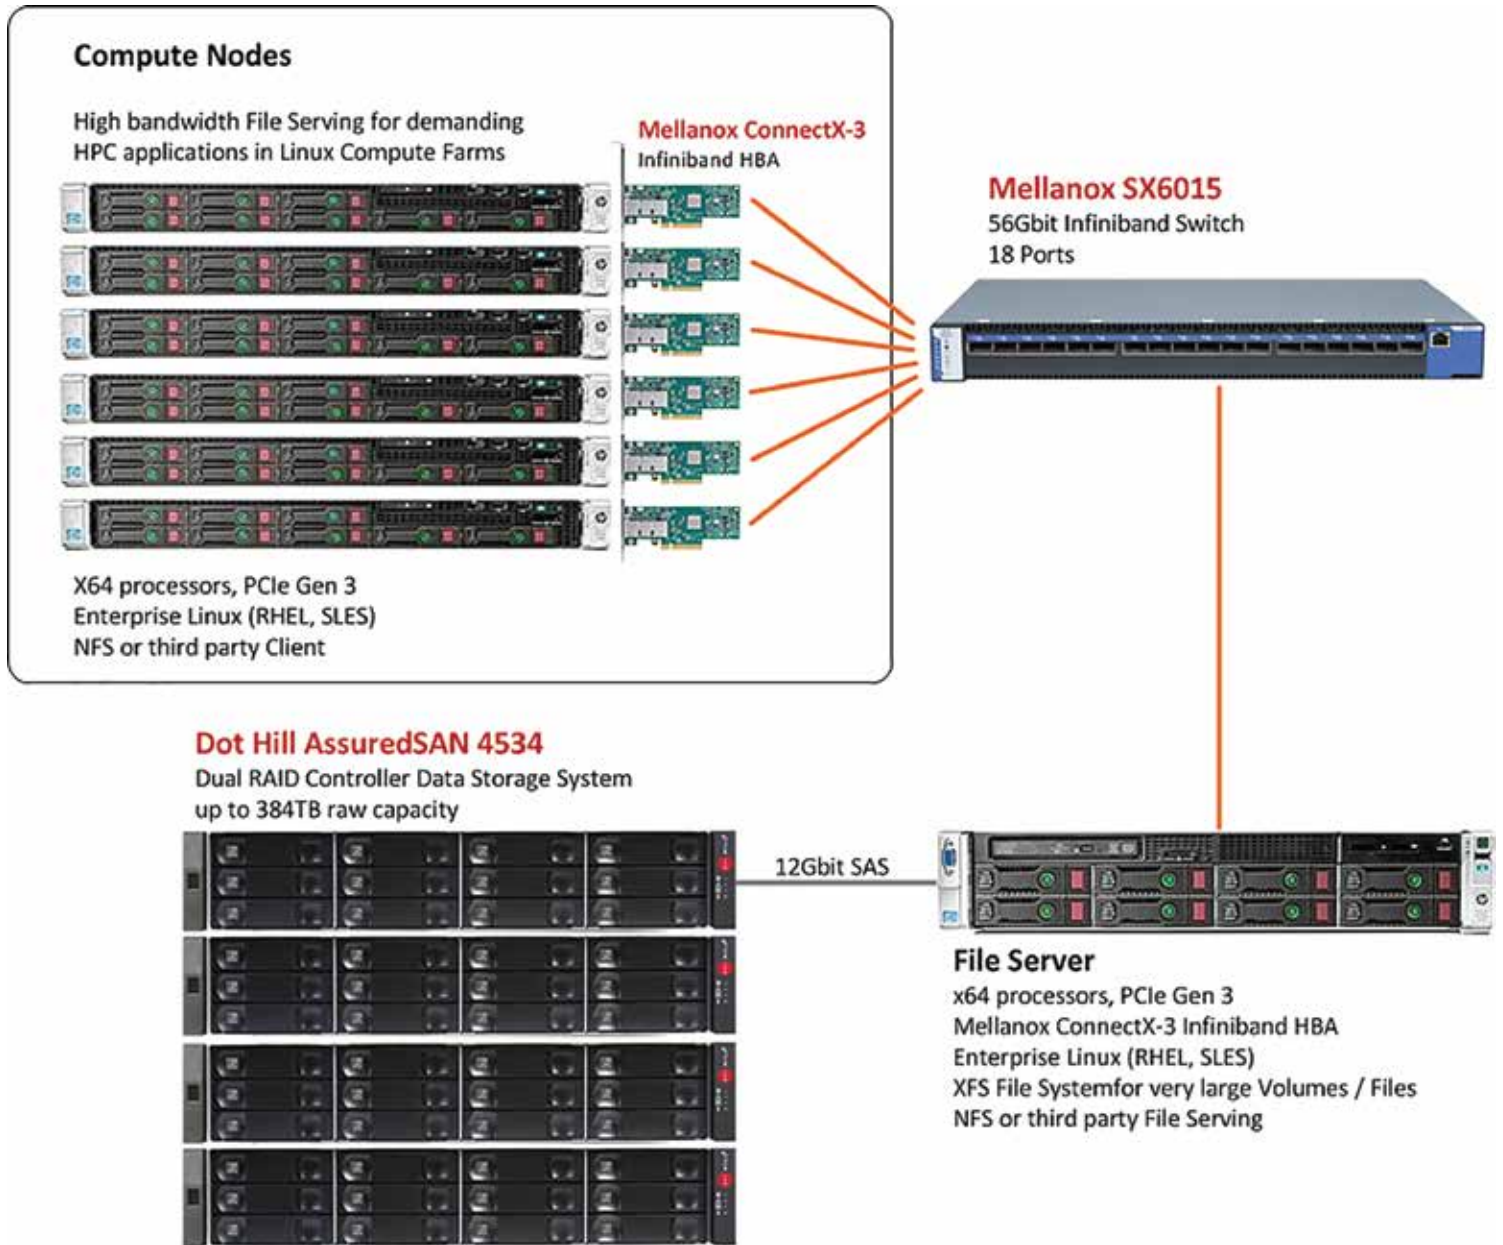 Compute Nodes
High bandwidth File Serving for demanding
HPC applications in Linux Compute Farms
Mellanox ConnectX-3
Infiniband HBA
Mellanox SX6015
56Gbit Infiniband Switch
18 Ports
X64 processors, PCIe Gen 3
Enterprise Linux (RHEL, SLES)
NFS or third party Client
Dot Hill AssuredSAN 4534
Dual RAID Controller Data Storage System
up to 384TB raw capacity
12Gbit SAS
File Server
x64 processors, PCIe Gen 3
Mellanox ConnectX-3 Infiniband HBA
Enterprise Linux (RHEL, SLES)
XFS File Systemfor very large Volumes / Files
NFS or third party File Serving